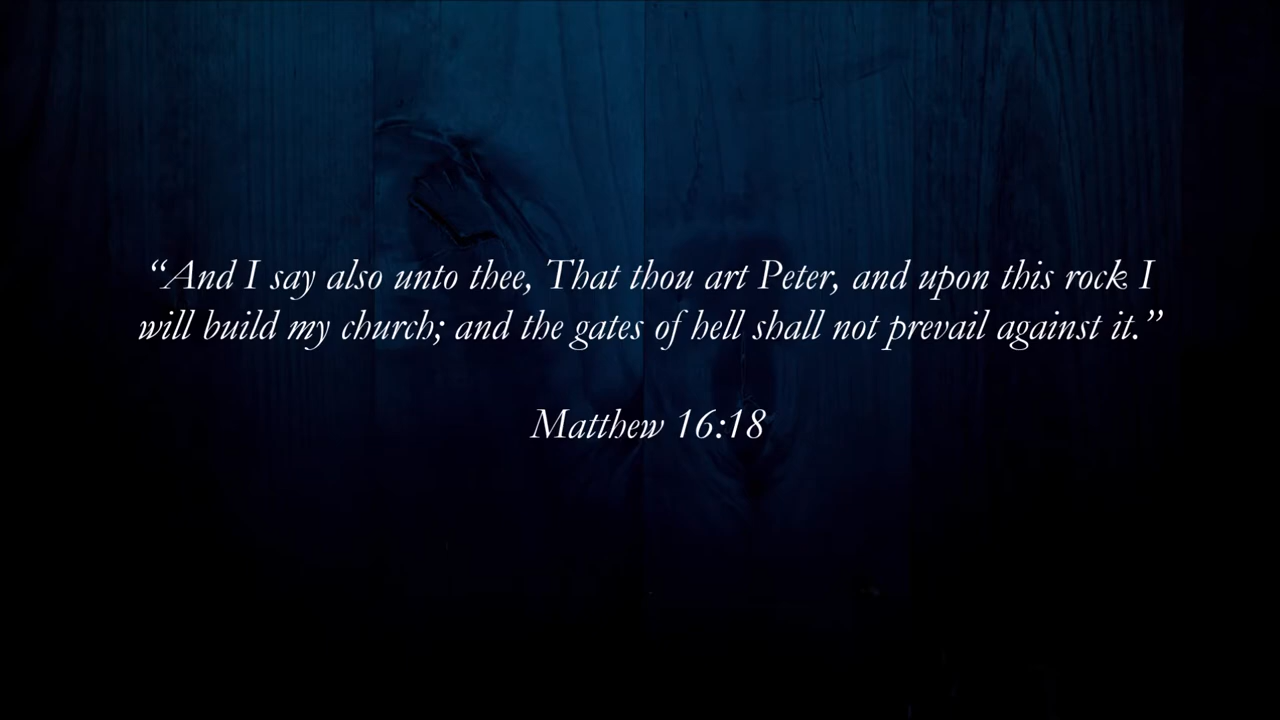 “And I say also unto thee, That thou art Peter, and upon this rock I
will build my church; and the gates of hell shall not prevail against it.”
Matthew 16:18